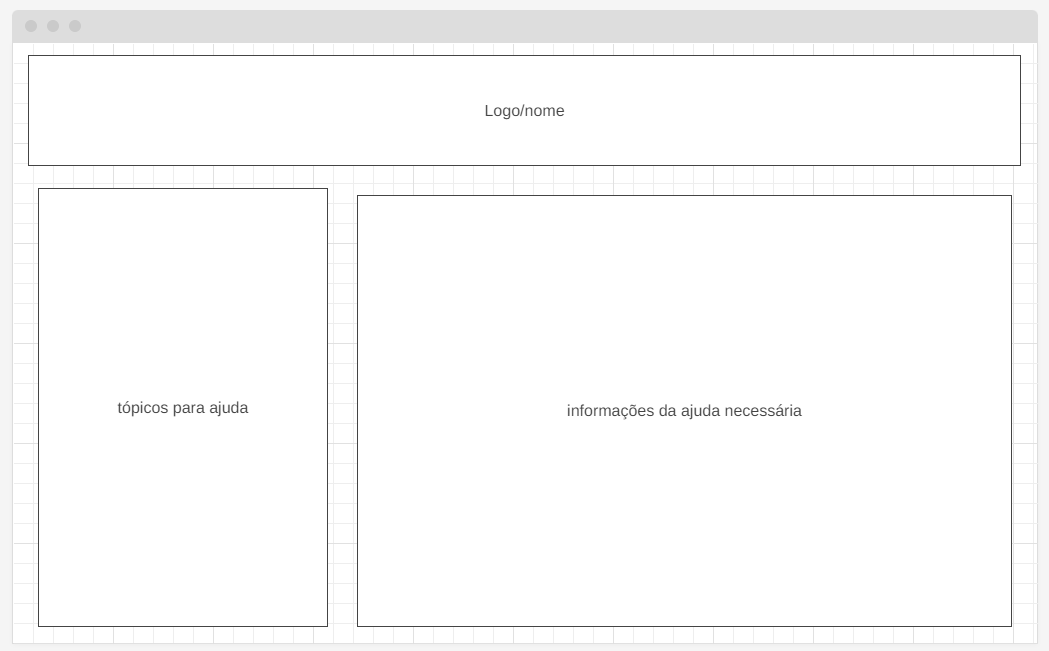 Logo/nome
tópicos para ajuda
informações da ajuda necessária